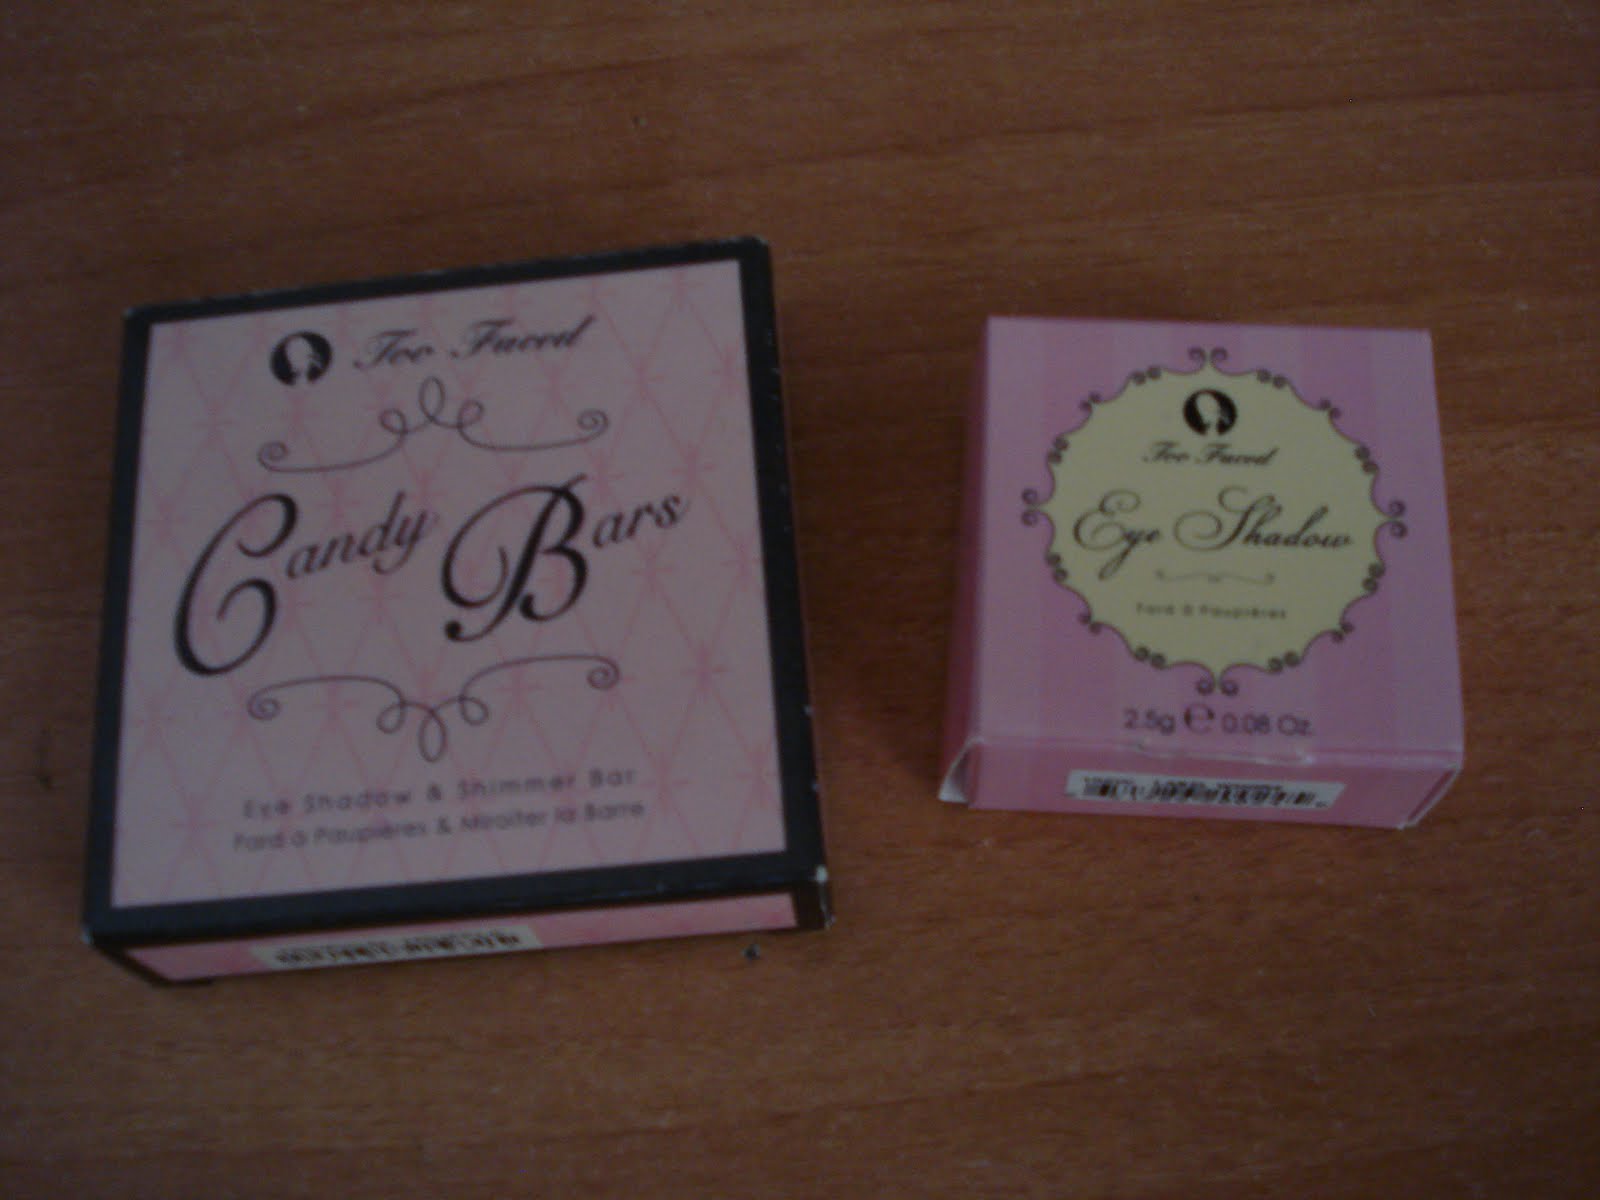 Too Faced
Candy Bars
Eye Shadow & Shimmer Bar
Fard à Paupières & Miroiter la Barre
Too Faced
Eye Shadow
Fard à Paupières
2.5g ℮ 0.08 Oz.